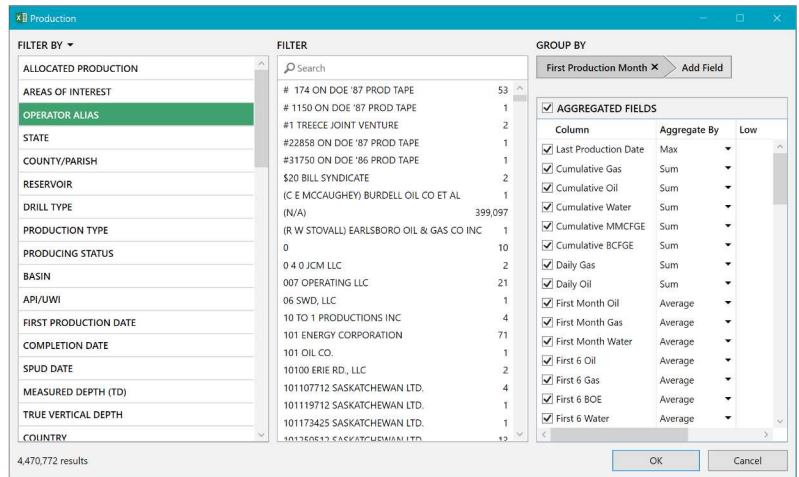 Production
FILTER BY
ALLOCATED PRODUCTION
AREAS OF INTEREST
OPERATOR ALIAS
STATE
COUNTY/PARISH
RESERVOIR
DRILL TYPE
PRODUCTION TYPE
PRODUCING STATUS
BASIN
API/UWI
FIRST PRODUCTION DATE
COMPLETION DATE
SPUD DATE
MEASURED DEPTH (TD)
TRUE VERTICAL DEPTH
COUNTRY
4,470,772 results
FILTER
Search
# 174 ON DOE '87 PROD TAPE 53
# 1150 ON DOE '87 PROD TAPE 1
#1 TREECE JOINT VENTURE 2
#22858 ON DOE '87 PROD TAPE 1
#31750 ON DOE '86 PROD TAPE 1
$20 BILL SYNDICATE 2
(C E MCCAUGHEY) BURDELL OIL CO ET AL 1
(N/A) 399,097
(R W STOVALL) EARLSBORO OIL & GAS CO INC 1
0 10
0 4 0 JCM LLC 2
007 OPERATING LLC 21
06 SWD, LLC 1
10 TO 1 PRODUCTIONS INC 4
101 ENERGY CORPORATION 71
101 OIL CO. 1
10100 ERIE RD., LLC 2
101107712 SASKATCHEWAN LTD. 4
101119712 SASKATCHEWAN LTD. 1
101173425 SASKATCHEWAN LTD. 1
101250512 SASKATCHEWAN LTD. 12
GROUP BY
First Production Month × Add Field
AGGREGATED FIELDS
Column Aggregate By Low
Last Production Date Max
Cumulative Gas Sum
Cumulative Oil Sum
Cumulative Water Sum
Cumulative MMCFGE Sum
Cumulative BCFGE Sum
Daily Gas Sum
Daily Oil Sum
First Month Oil Average
First Month Gas Average
First Month Water Average
First 6 Oil Average
First 6 Gas Average
First 6 BOE Average
First 6 Water Average
OK Cancel